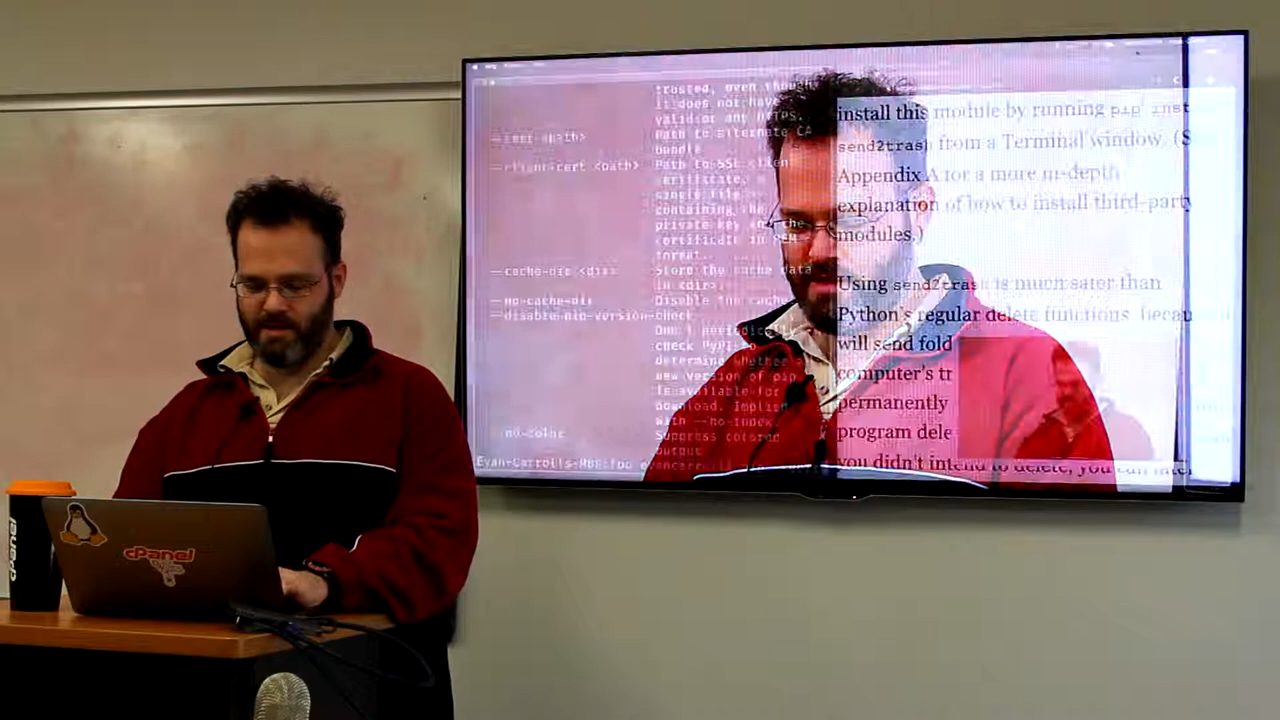 trusted, even though
it does not have
valid or any HTTPS.
Path to alternate CA
bundle
--client-cert <path> Path to SSL client
certificate,
single file
containing the
private key and the
certificate in PEM
format.
--cache-dir <dir> Store the cache data
in <dir>.
--no-cache-dir Disable the cache
--disable-pip-version-check
Don't periodically
check PyPI to
determine whether a
new version of pip
is available for
download. Implied
with --no-index.
--no-color Suppress colored
output
Evan-Carrolls-MBP:foo
install this module by running pip inst
send2trash from a Terminal window. (S
Appendix A for a more in-depth
explanation of how to install third-party
modules.)
Using send2trash is much safer than
Python's regular delete functions, becau
will send fold
computer's tr
permanently
program dele
you didn't intend to delete, you can
cPanel
cPanel